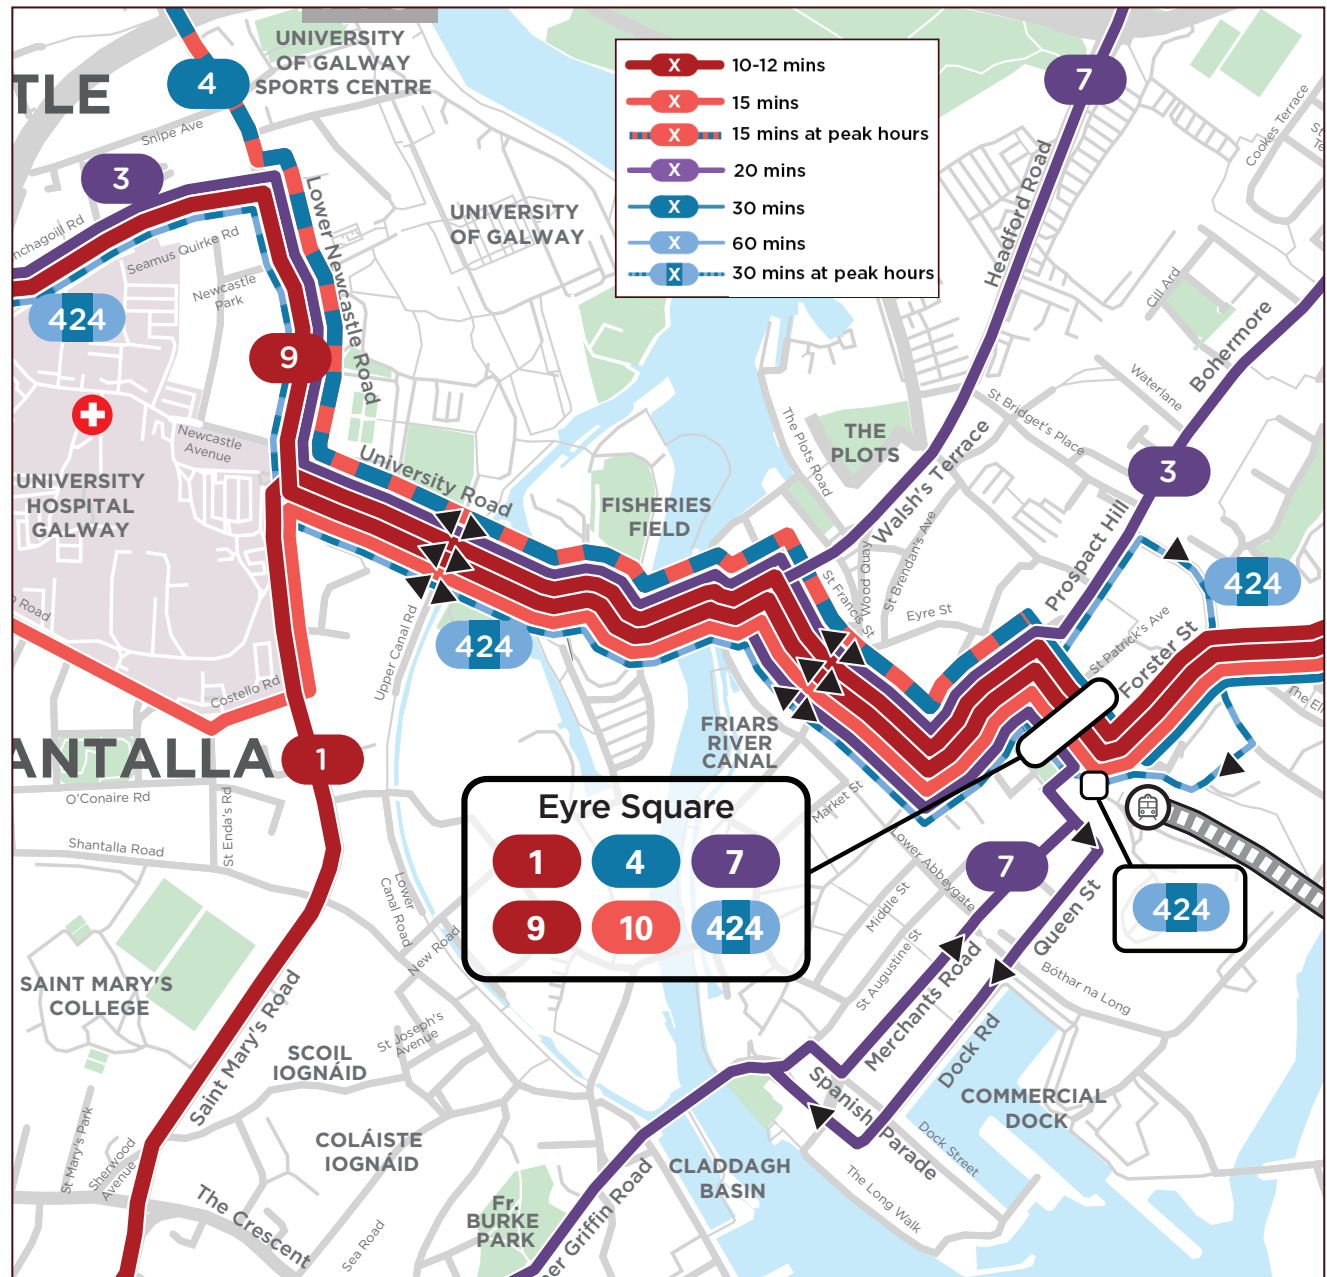 UNIVERSITY
OF GALWAY
SPORTS CENTRE
TLE
4
Snipe Ave
3
Lower Newcastle Road
UNIVERSITY
OF GALWAY
X 10-12 mins
X 15 mins
X 15 mins at peak hours
X 20 mins
X 30 mins
X 60 mins
X 30 mins at peak hours
7
Headford Road
Cookes Terrace
nchagoill Rd
Seamus Quirke Rd
Newcastle
Park
424
9
Cill Ard
Bohermore
Waterlane
St Bridget's Place
THE
PLOTS
The Plots Road
Walsh's Terrace
Newcastle
Avenue
UNIVERSITY
HOSPITAL
GALWAY
University Road
FISHERIES
FIELD
3
Prospact Hill
St Brendan's Ave
Wood Quay
St Francis St
Eyre St
424
St Patrick's Ave
Forster St
Road
Upper Canal Rd
424
Costello Rd
The El
FRIARS
RIVER
CANAL
ANTALLA
1
O'Conaire Rd
St Enda's Rd
Shantalla Road
Market St
Lower Abbeygate
Eyre Square
1
4
7
9
10
424
7
424
Middle St
Queen St
St Augustine St
Merchants Road
Bóthar na Long
Lower
Canal Road
New Road
SAINT MARY'S
COLLEGE
Saint Mary's Road
St Joseph's
Avenue
SCOIL
IOGNÁID
Dock Rd
Spanish Parade
COMMERCIAL
DOCK
Dock Street
COLÁISTE
IOGNÁID
St Mary's Park
Sherwood
Avenue
CLADDAGH
BASIN
The Long Walk
The Crescent
Sea Road
Fr.
BURKE
PARK
er Griffin Road